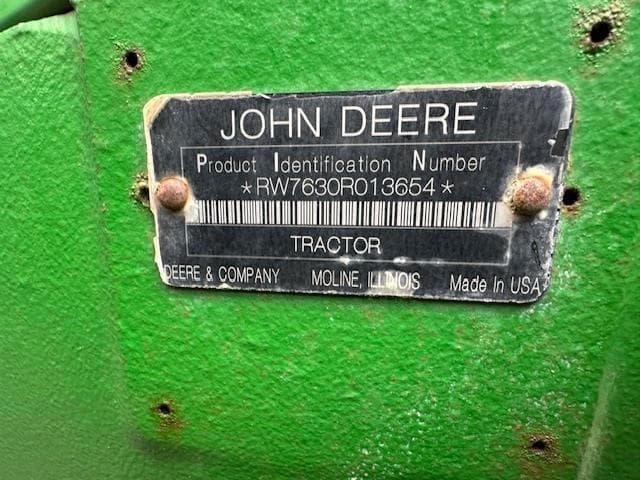 JOHN DEERE
Product Identification Number
*RW7630R013654*
TRACTOR
DEERE & COMPANY MOLINE, ILLINOIS Made In USA